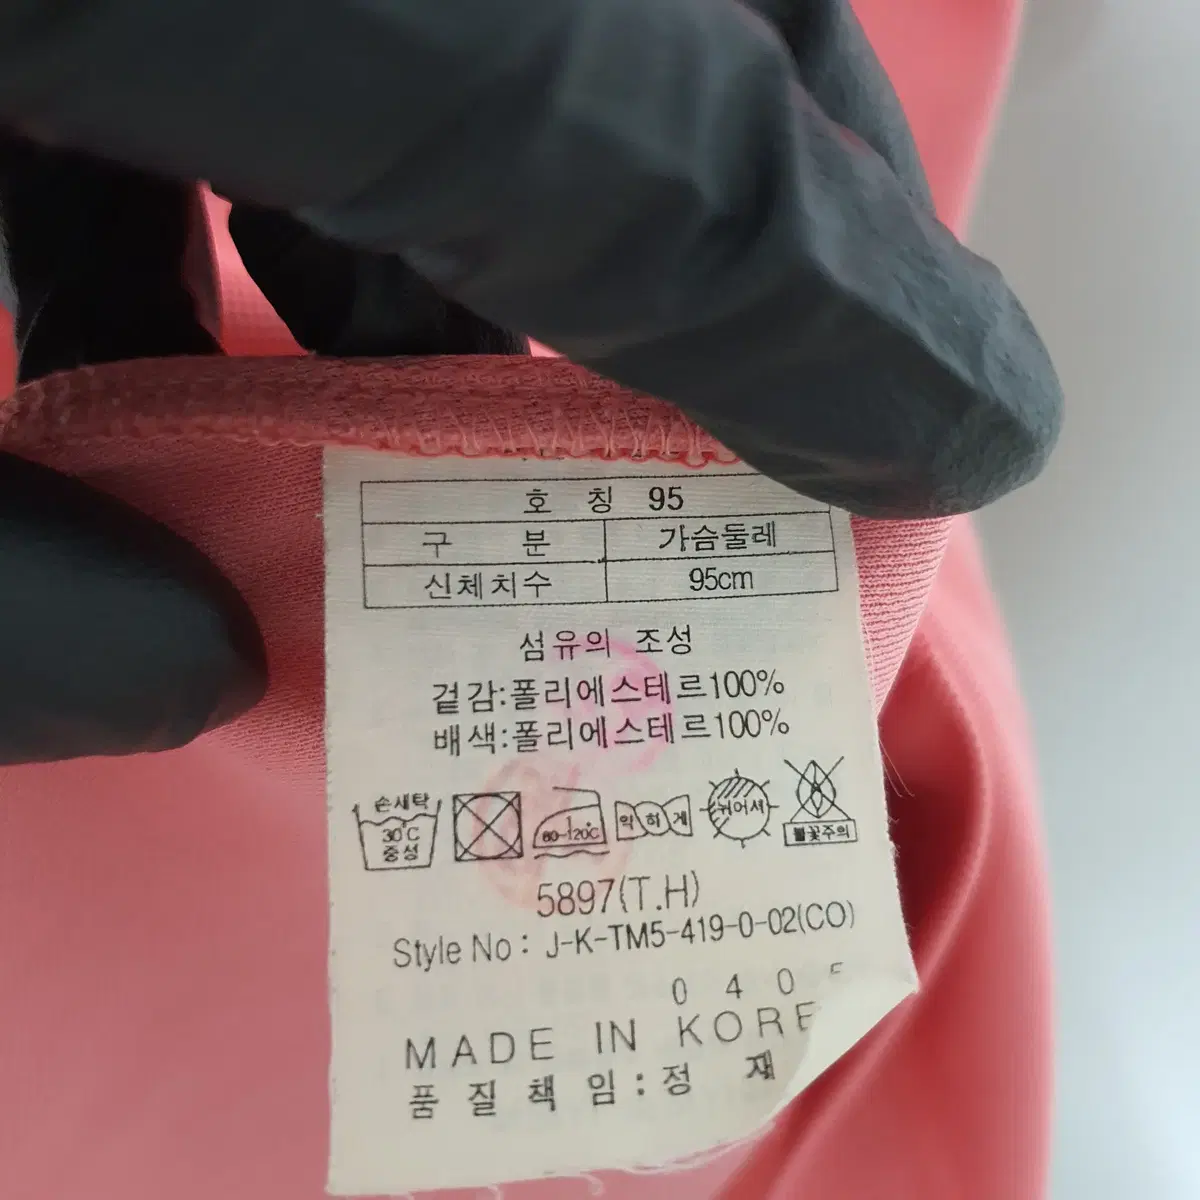 호 칭 95
구 분 가슴둘레
신체치수 95cm
섬유의 조성
겉감:폴리에스테르100%
배색:폴리에스테르100%
손세탁
30℃
중성
80-120℃
약하게
뉘어서
불꽃주의
5897(T.H)
Style No : J-K-TM5-419-0-02(CO)
0 4 0
MADE IN KORE
품 질 책 임 : 정 재